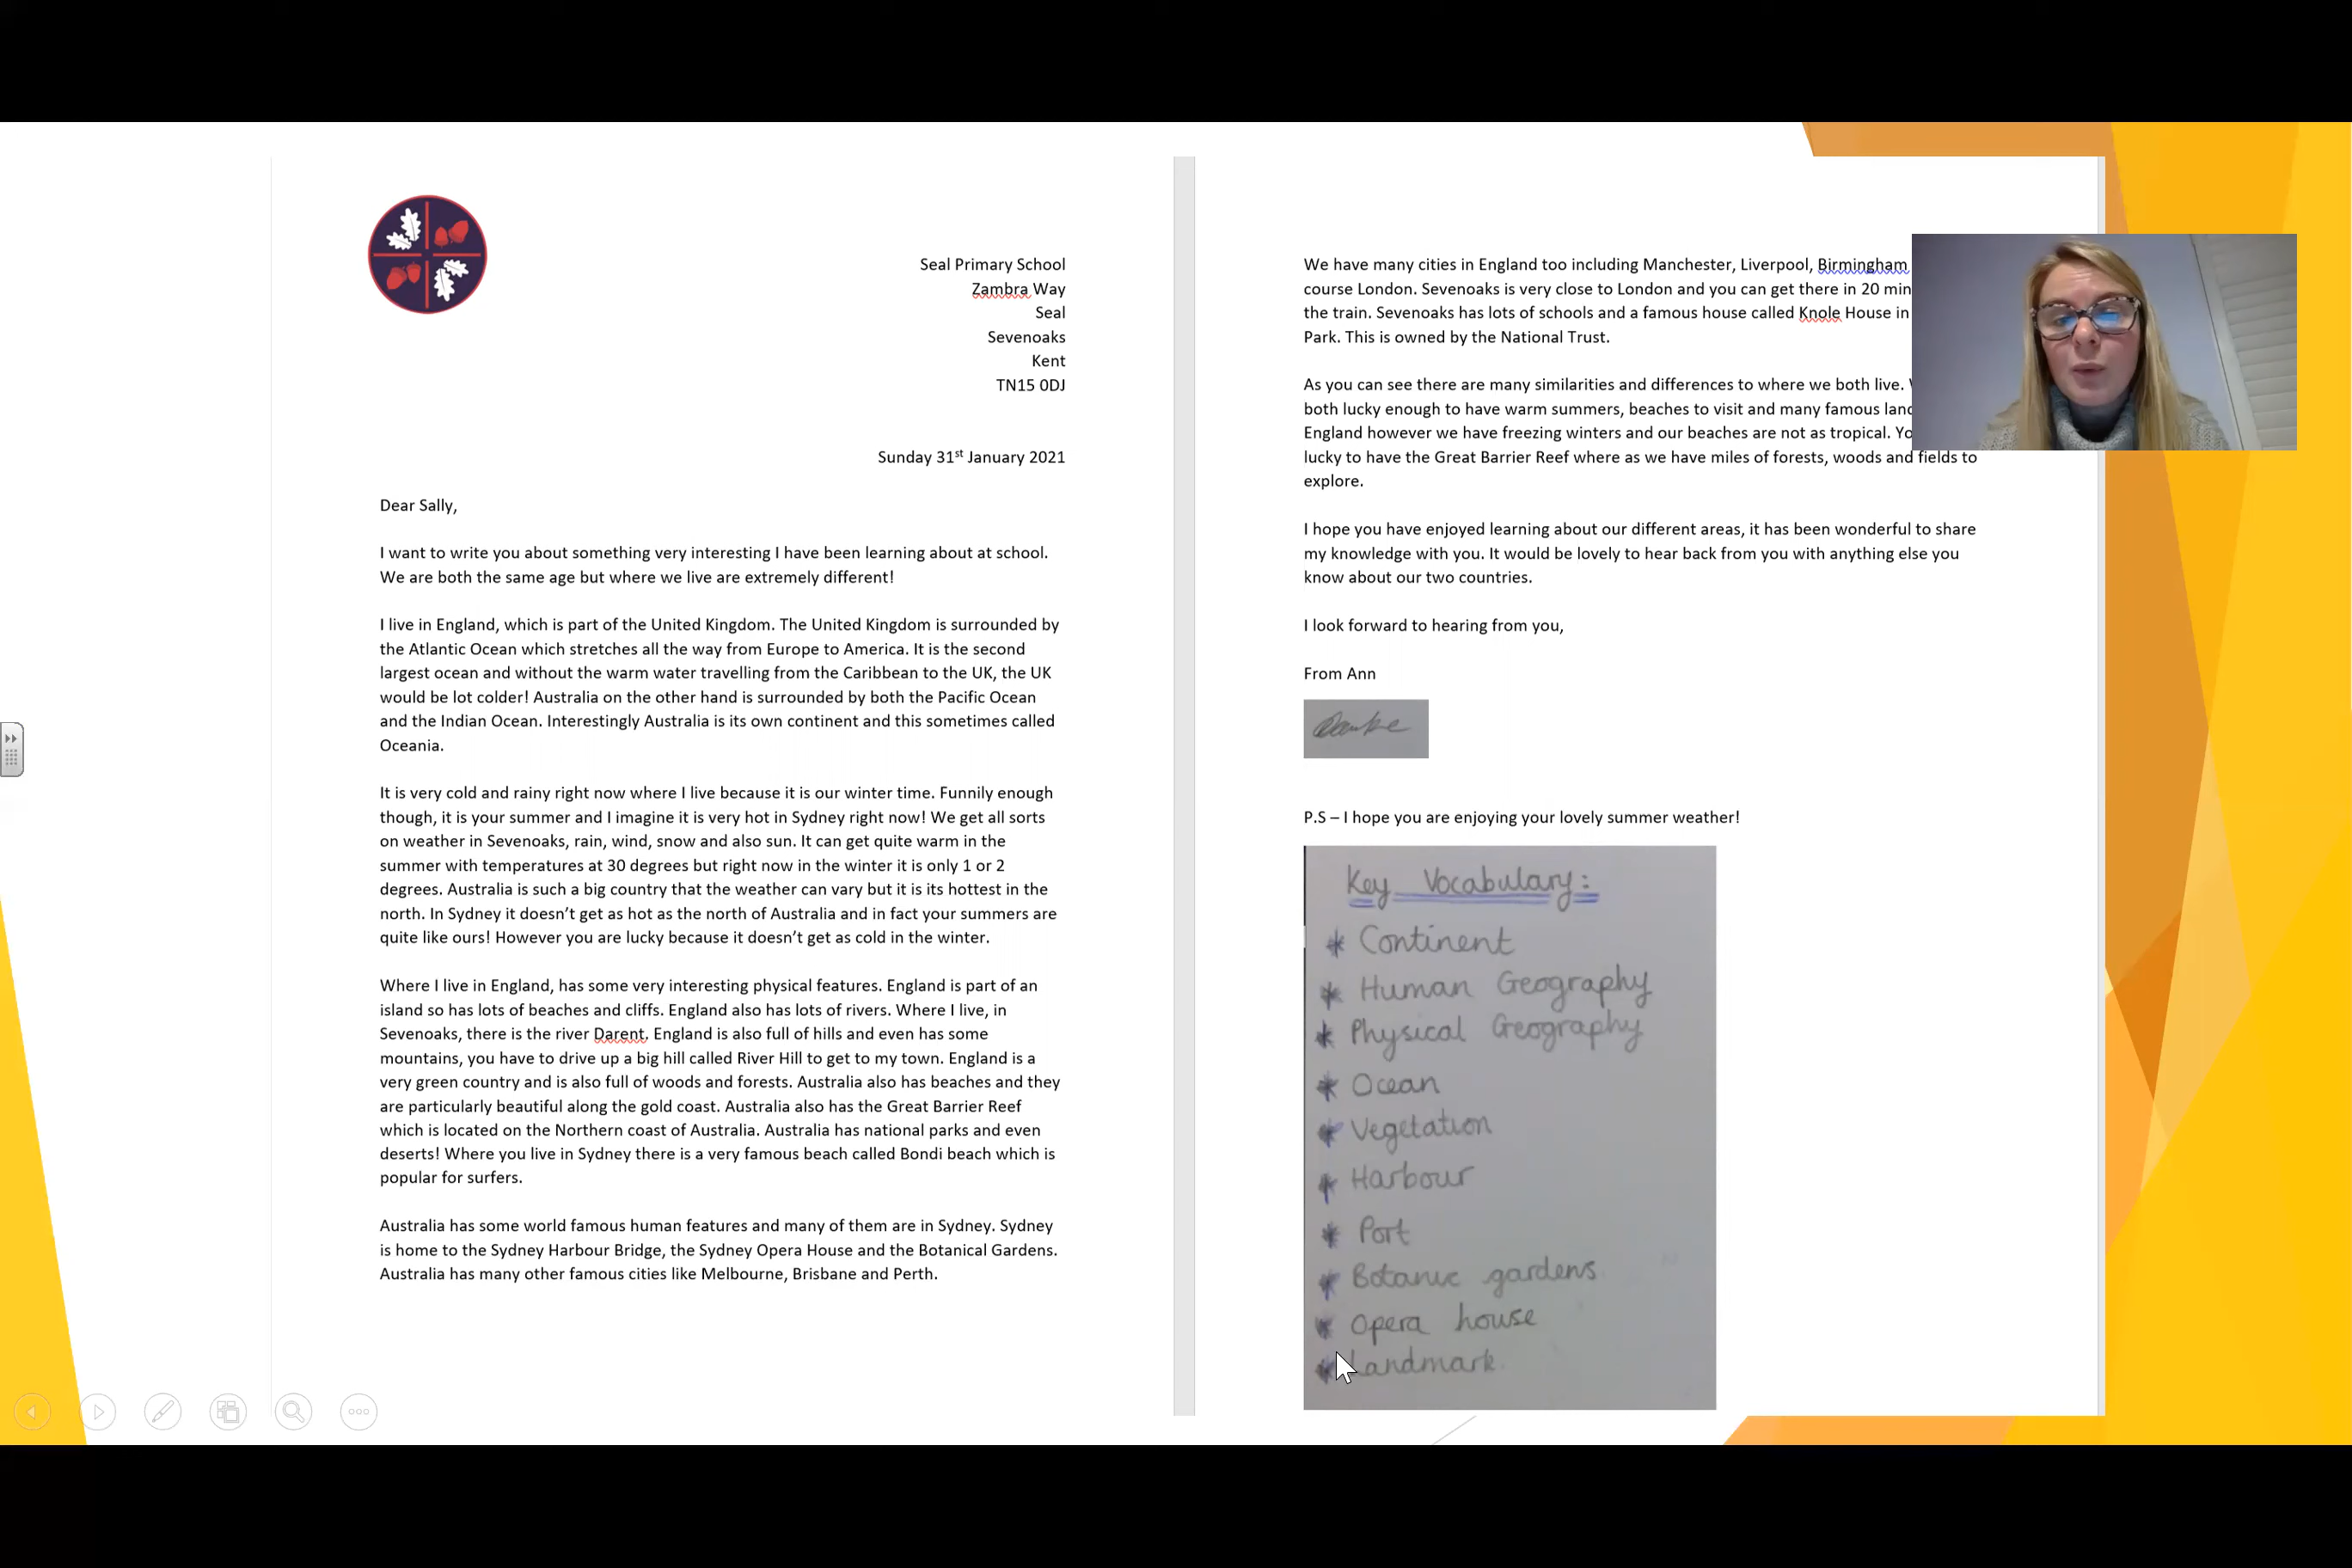 Seal Primary School
Zambra Way
Seal
Sevenoaks
Kent
TN15 0DJ
Sunday 31st January 2021
Dear Sally,
I want to write you about something very interesting I have been learning about at school.
We are both the same age but where we live are extremely different!
I live in England, which is part of the United Kingdom. The United Kingdom is surrounded by
the Atlantic Ocean which stretches all the way from Europe to America. It is the second
largest ocean and without the warm water travelling from the Caribbean to the UK, the UK
would be lot colder! Australia on the other hand is surrounded by both the Pacific Ocean
and the Indian Ocean. Interestingly Australia is its own continent and this sometimes called
Oceania.
It is very cold and rainy right now where I live because it is our winter time. Funnily enough
though, it is your summer and I imagine it is very hot in Sydney right now! We get all sorts
on weather in Sevenoaks, rain, wind, snow and also sun. It can get quite warm in the
summer with temperatures at 30 degrees but right now in the winter it is only 1 or 2
degrees. Australia is such a big country that the weather can vary but it is its hottest in the
north. In Sydney it doesn't get as hot as the north of Australia and in fact your summers are
quite like ours! However you are lucky because it doesn't get as cold in the winter.
Where I live in England, has some very interesting physical features. England is part of an
island so has lots of beaches and cliffs. England also has lots of rivers. Where I live, in
Sevenoaks, there is the river Darent. England is also full of hills and even has some
mountains, you have to drive up a big hill called River Hill to get to my town. England is a
very green country and is also full of woods and forests. Australia also has beaches and they
are particularly beautiful along the gold coast. Australia also has the Great Barrier Reef
which is located on the Northern coast of Australia. Australia has national parks and even
deserts! Where you live in Sydney there is a very famous beach called Bondi beach which is
popular for surfers.
Australia has some world famous human features and many of them are in Sydney. Sydney
is home to the Sydney Harbour Bridge, the Sydney Opera House and the Botanical Gardens.
Australia has many other famous cities like Melbourne, Brisbane and Perth.
We have many cities in England too including Manchester, Liverpool, Birmingham
course London. Sevenoaks is very close to London and you can get there in 20 min
the train. Sevenoaks has lots of schools and a famous house called Knole House in
Park. This is owned by the National Trust.
As you can see there are many similarities and differences to where we both live.
both lucky enough to have warm summers, beaches to visit and many famous
England however we have freezing winters and our beaches are not as tropical.
lucky to have the Great Barrier Reef where as we have miles of forests, woods and fields to
explore.
I hope you have enjoyed learning about our different areas, it has been wonderful to share
my knowledge with you. It would be lovely to hear back from you with anything else you
know about our two countries.
I look forward to hearing from you,
From Ann
P.S – I hope you are enjoying your lovely summer weather!
Key Vocabulary:
* Continent
* Human Geography
* Physical Geography
* Ocean
* Vegetation
* Harbour
* Port
* Botanic gardens
* Opera house
* Landmark